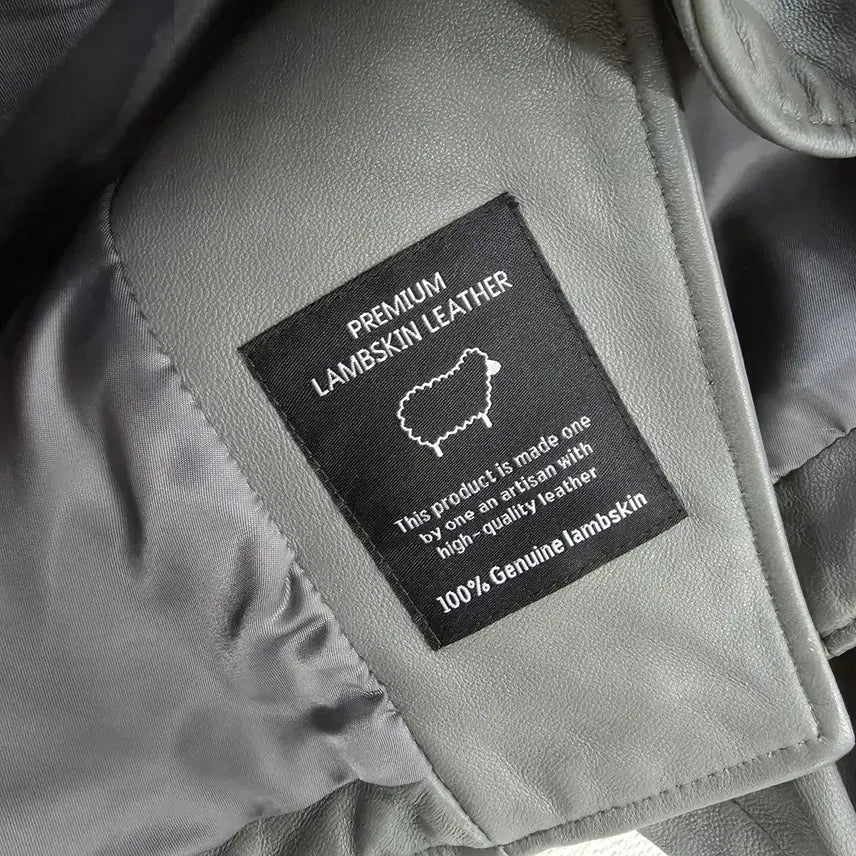 PREMIUM
LAMBSKIN LEATHER
This product is made one
by one an artisan with
high-quality leather
100% Genuine lambskin